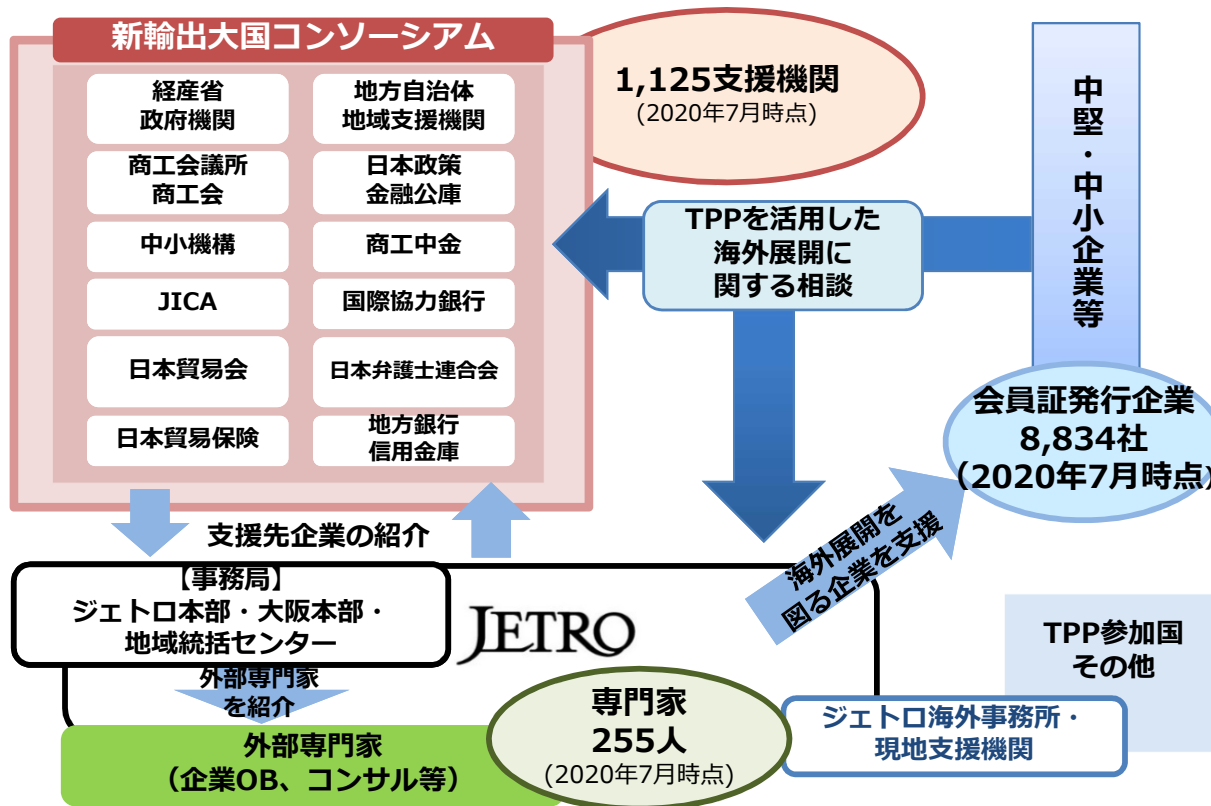 新輸出大国コンソーシアム
経産省
政府機関
地方自治体
地域支援機関
商工会議所
商工会
日本政策
金融公庫
中小機構
商工中金
JICA
国際協力銀行
日本貿易会
日本弁護士連合会
日本貿易保険
地方銀行
信用金庫
1,125支援機関
(2020年7月時点)
TPPを活用した
海外展開に
関する相談
中堅・中小企業等
会員証発行企業
8,834社
(2020年7月時点)
支援先企業の紹介
海外展開を
図る企業を支援
【事務局】
ジェトロ本部・大阪本部・
地域統括センター
JETRO
TPP参加国
その他
外部専門家
を紹介
専門家
255人
(2020年7月時点)
ジェトロ海外事務所・
現地支援機関
外部専門家
(企業OB、コンサル等)